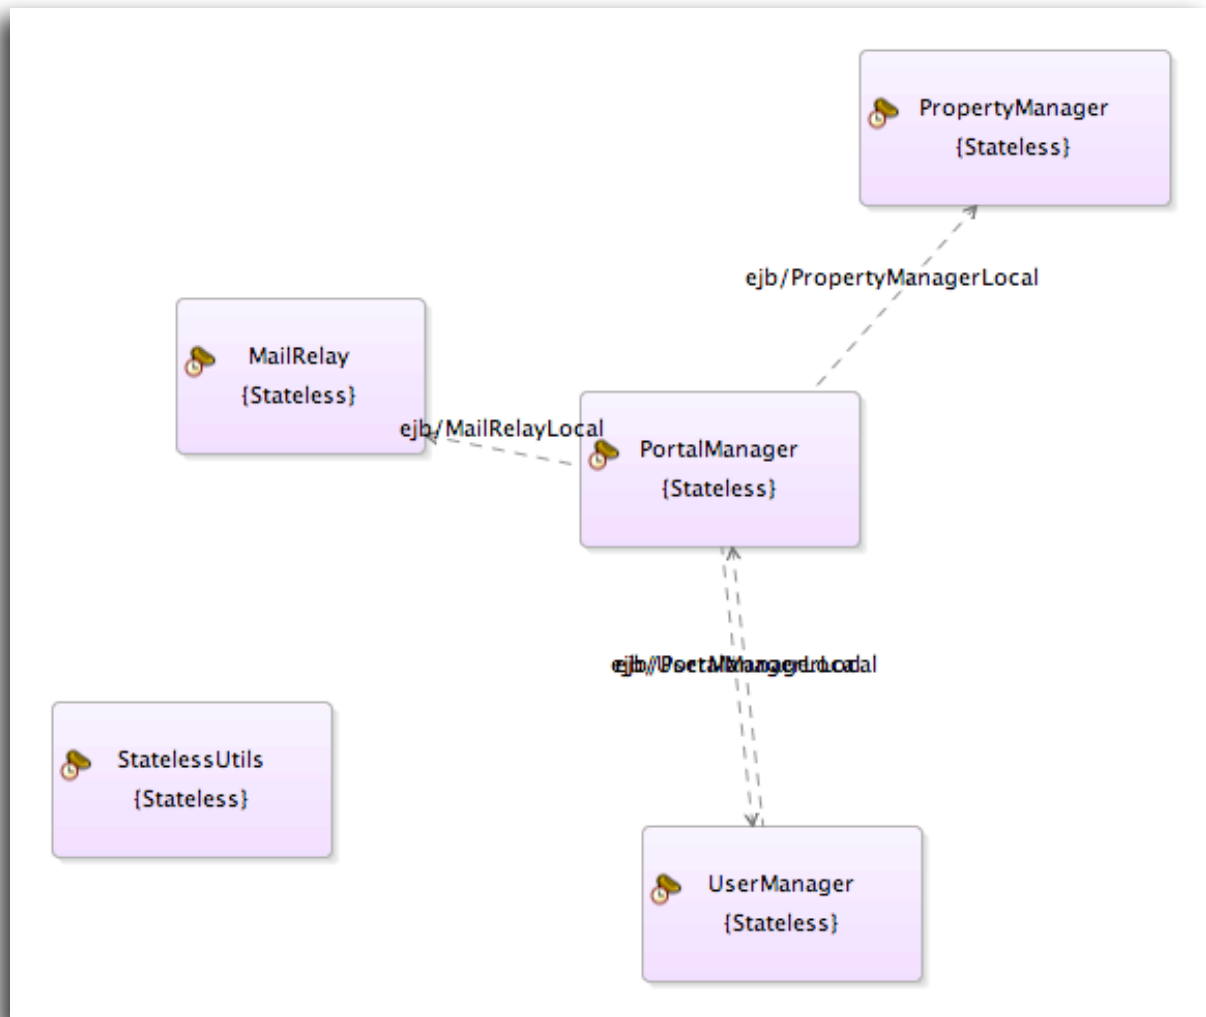 PropertyManager
{Stateless}
ejb/PropertyManagerLocal
MailRelay
{Stateless}
ejb/MailRelayLocal
PortalManager
{Stateless}
StatelessUtils
{Stateless}
UserManager
{Stateless}